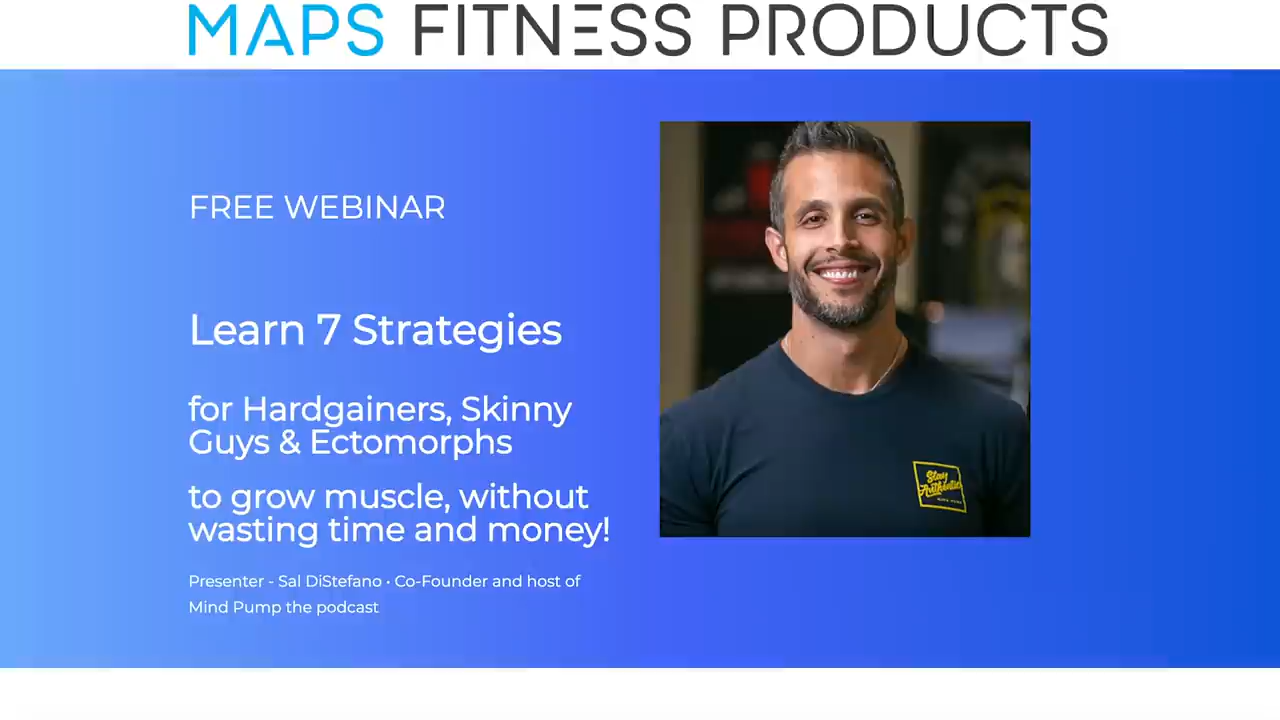 MAPS FITNESS PRODUCTS
FREE WEBINAR
Learn 7 Strategies
for Hardgainers, Skinny
Guys & Ectomorphs
to grow muscle, without
wasting time and money!
Presenter - Sal DiStefano • Co-Founder and host of
Mind Pump the podcast
Stay
Authentic